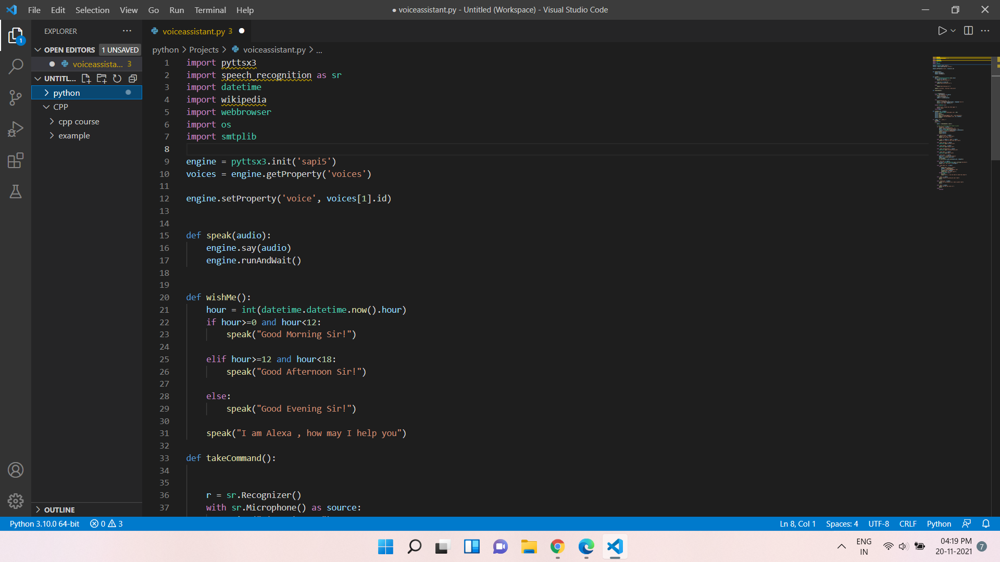 File Edit Selection View Go Run Terminal Help
● voiceassistant.py - Untitled (Workspace) - Visual Studio Code
EXPLORER ...
OPEN EDITORS 1 UNSAVED
voiceassista... 3
UNTITL...
python
CPP
cpp course
example
OUTLINE
1
voiceassistant.py 3
python > Projects > voiceassistant.py > ...
1 import pyttsx3
2 import speech_recognition as sr
3 import datetime
4 import wikipedia
5 import webbrowser
6 import os
7 import smtplib
8
9 engine = pyttsx3.init('sapi5')
10 voices = engine.getProperty('voices')
11
12 engine.setProperty('voice', voices[1].id)
13
14
15 def speak(audio):
16 engine.say(audio)
17 engine.runAndWait()
18
19
20 def wishMe():
21 hour = int(datetime.datetime.now().hour)
22 if hour>=0 and hour<12:
23 speak("Good Morning Sir!")
24
25 elif hour>=12 and hour<18:
26 speak("Good Afternoon Sir!")
27
28 else:
29 speak("Good Evening Sir!")
30
31 speak("I am Alexa , how may I help you")
32
33 def takeCommand():
34
35
36 r = sr.Recognizer()
37 with sr.Microphone() as source:
Python 3.10.0 64-bit 0 3
Ln 8, Col 1 Spaces: 4 UTF-8 CRLF Python
ENG
IN
04:19 PM
20-11-2021
7